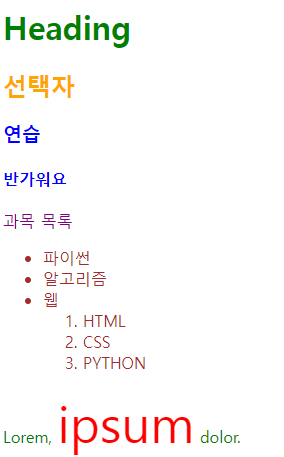 Heading
선택자
연습
반가워요
과목 목록
• 파이썬
• 알고리즘
• 웹
1. HTML
2. CSS
3. PYTHON
Lorem, ipsum dolor.